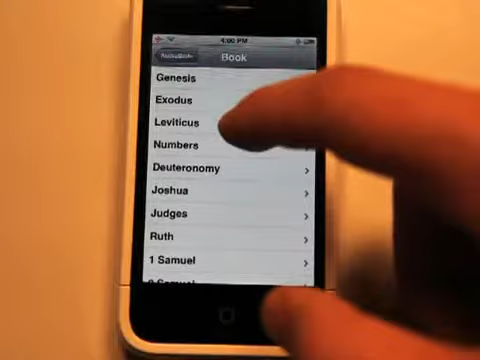 4:00 PM
Book
Genesis
Exodus
Leviticus
Numbers
Deuteronomy
Joshua
Judges
Ruth
1 Samuel